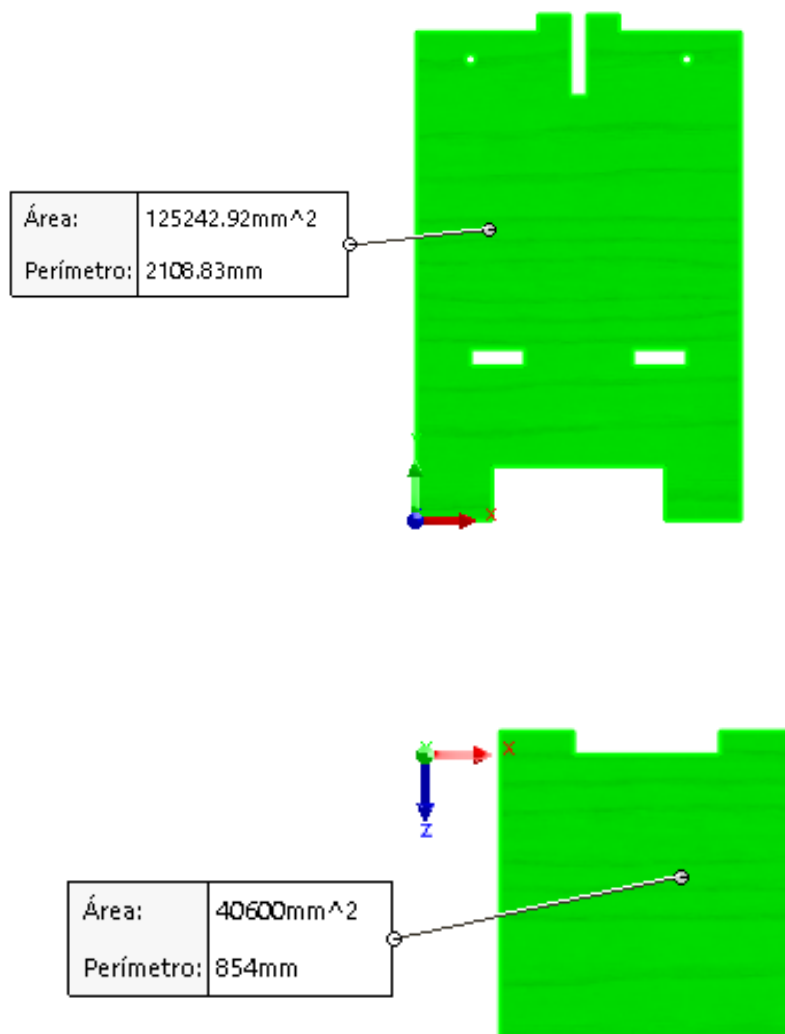 Área: 125242.92mm^2
Perímetro: 2108.83mm
Y
X
X
X
Z
Área: 40600mm^2
Perímetro: 854mm